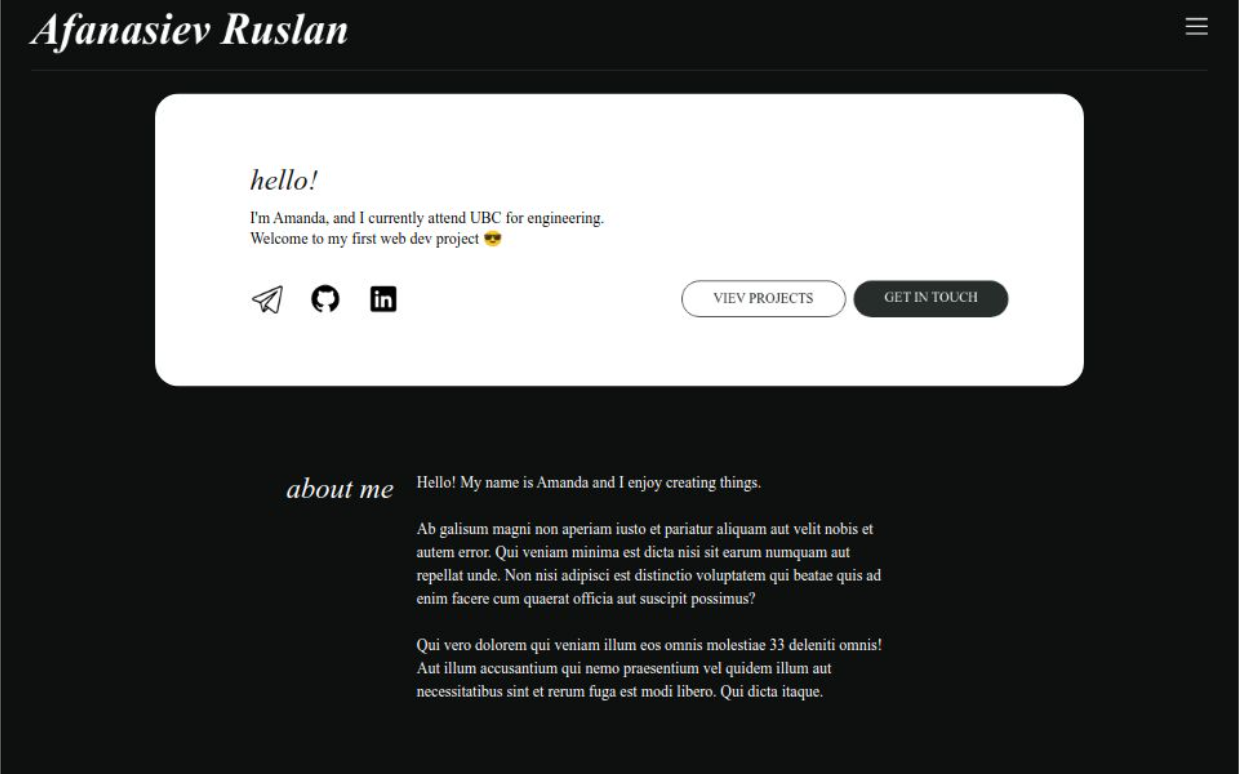 Afanasiev Ruslan
hello!
I'm Amanda, and I currently attend UBC for engineering.
Welcome to my first web dev project 😎
in
VIEV PROJECTS
GET IN TOUCH
about me
Hello! My name is Amanda and I enjoy creating things.
Ab galisum magni non aperiam iusto et pariatur aliquam aut velit nobis et
autem error. Qui veniam minima est dicta nisi sit earum numquam aut
repellat unde. Non nisi adipisci est distinctio voluptatem qui beatae quis ad
enim facere cum quaerat officia aut suscipit possimus?
Qui vero dolorem qui veniam illum eos omnis molestiae 33 deleniti omnis!
Aut illum accusantium qui nemo praesentium vel quidem illum aut
necessitatibus sint et rerum fuga est modi libero. Qui dicta itaque.